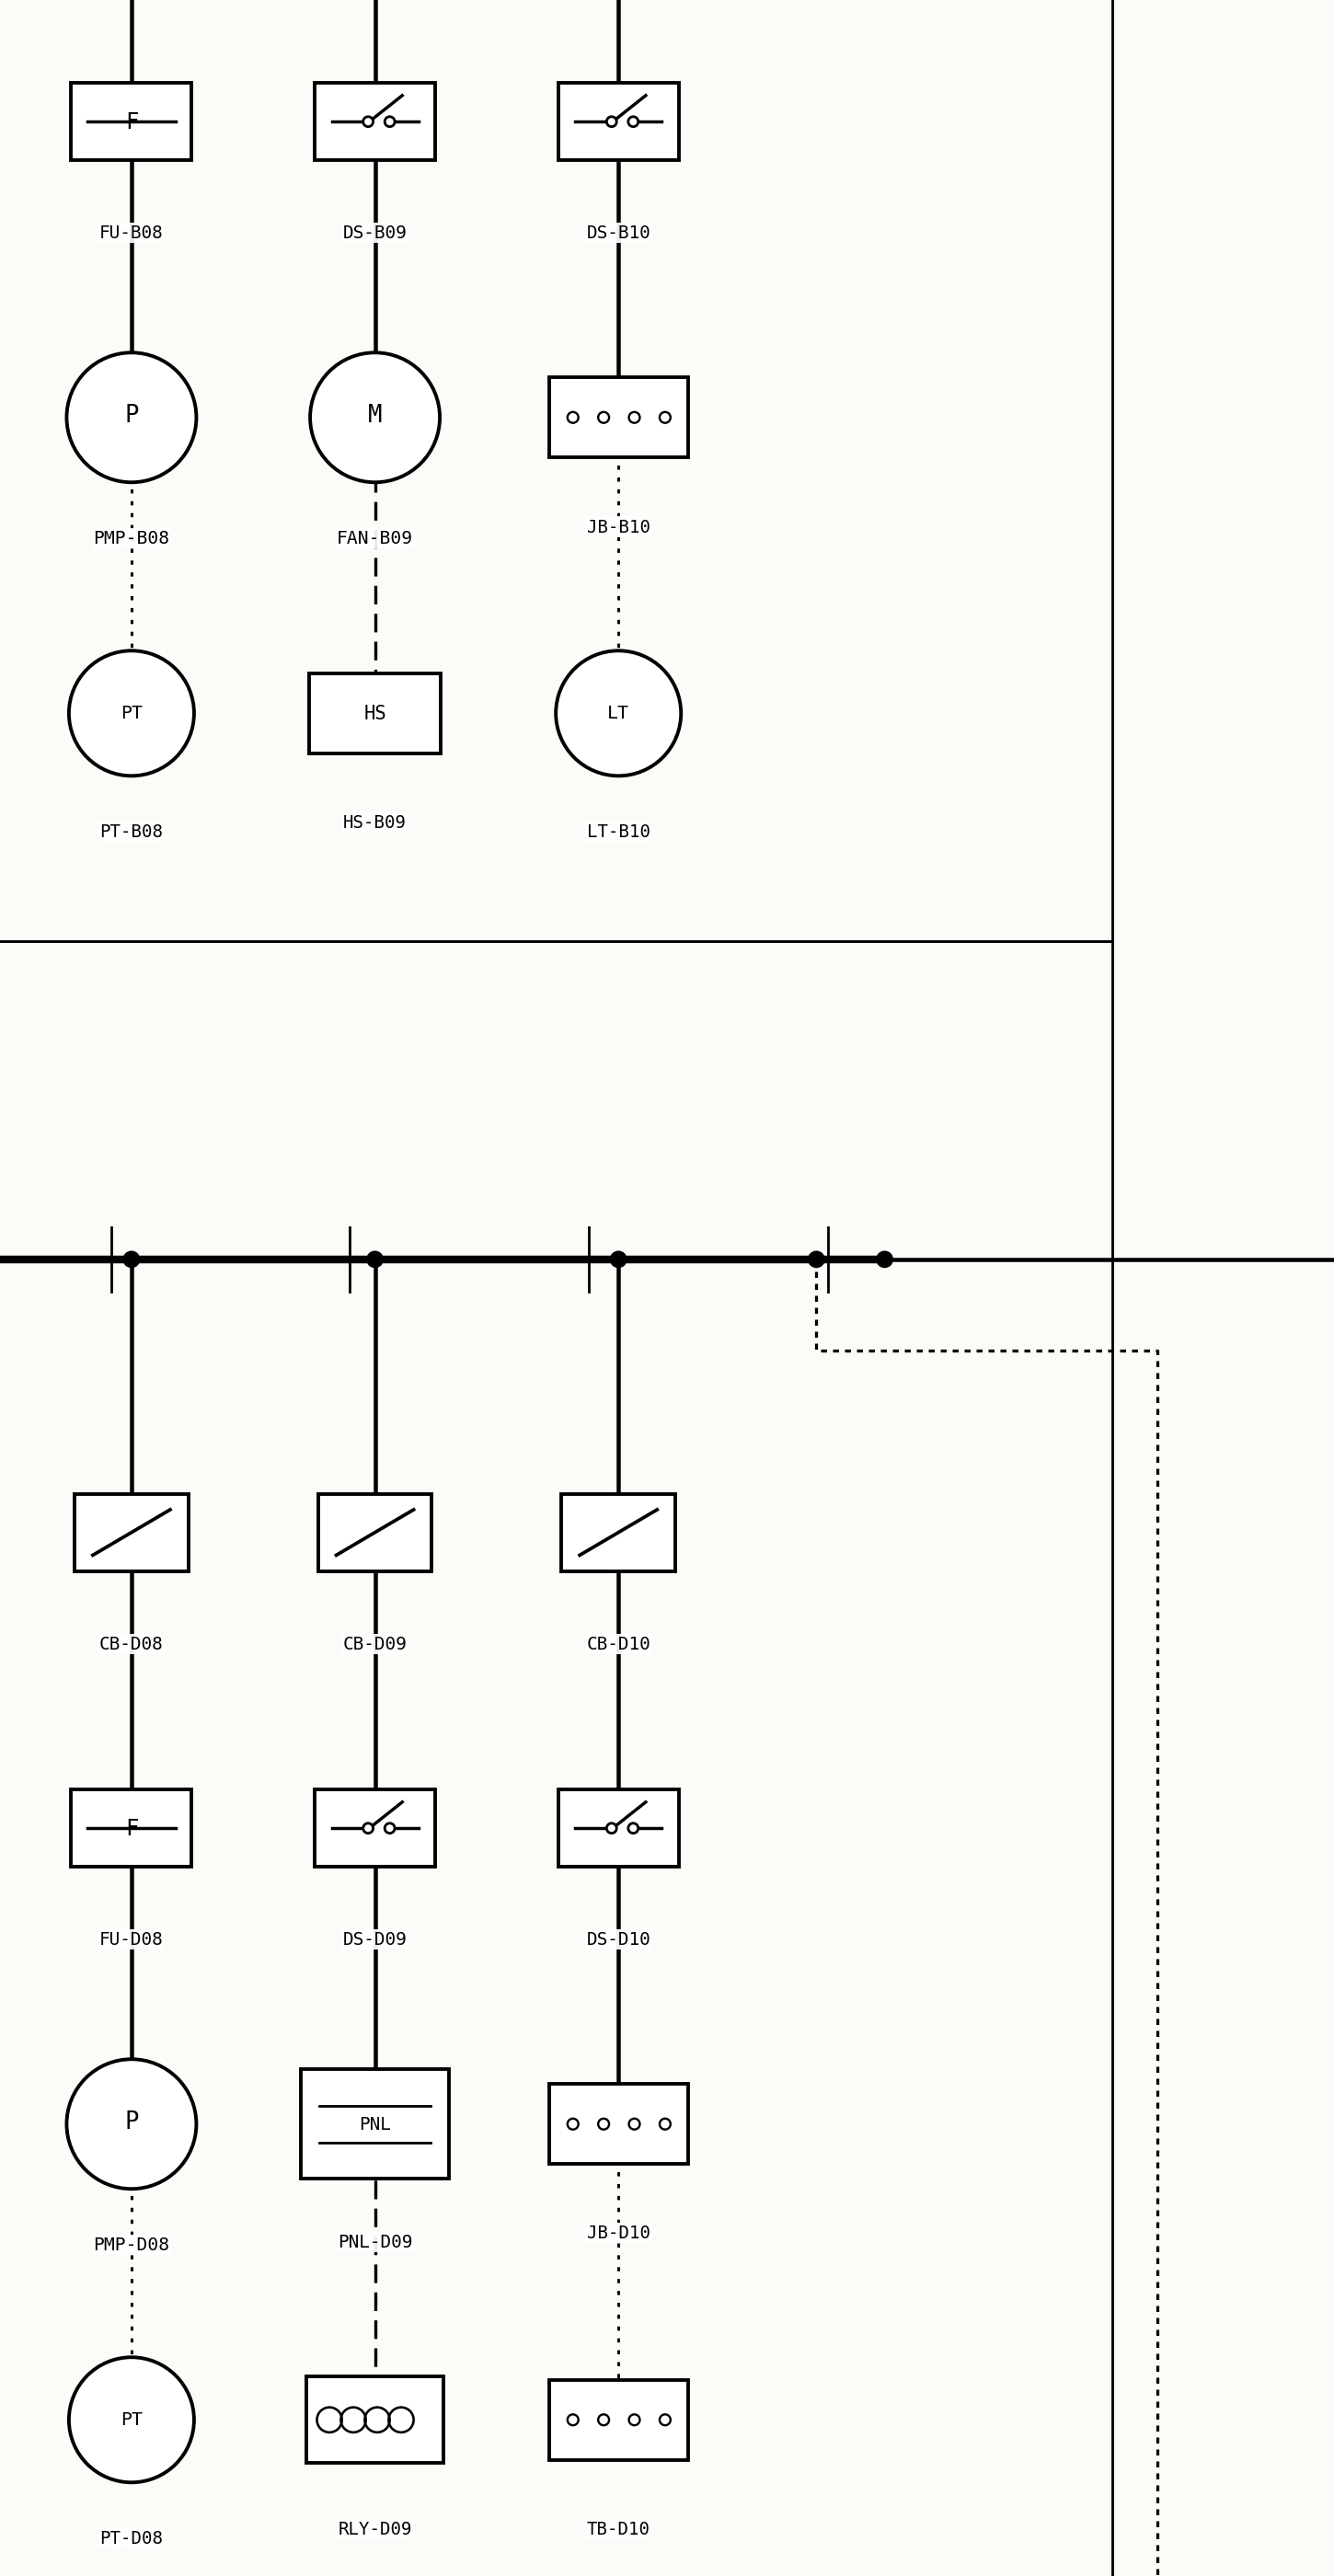 F
FU-B08 DS-B09 DS-B10
P M
PMP-B08 FAN-B09 JB-B10
PT HS LT
PT-B08 HS-B09 LT-B10
CB-D08 CB-D09 CB-D10
F
FU-D08 DS-D09 DS-D10
P PNL
PMP-D08 PNL-D09 JB-D10
PT
PT-D08 RLY-D09 TB-D10